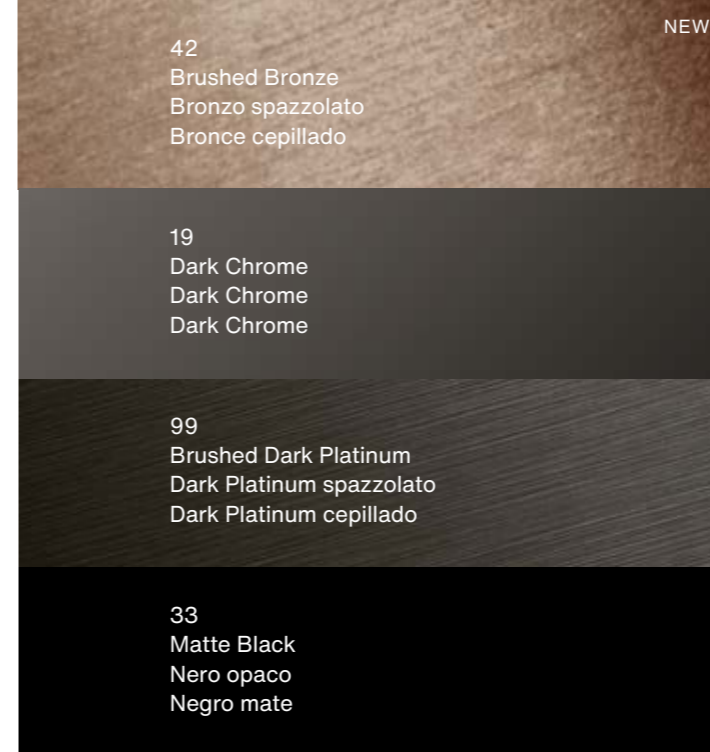 NEW
42
Brushed Bronze
Bronzo spazzolato
Bronce cepillado
19
Dark Chrome
Dark Chrome
Dark Chrome
99
Brushed Dark Platinum
Dark Platinum spazzolato
Dark Platinum cepillado
33
Matte Black
Nero opaco
Negro mate